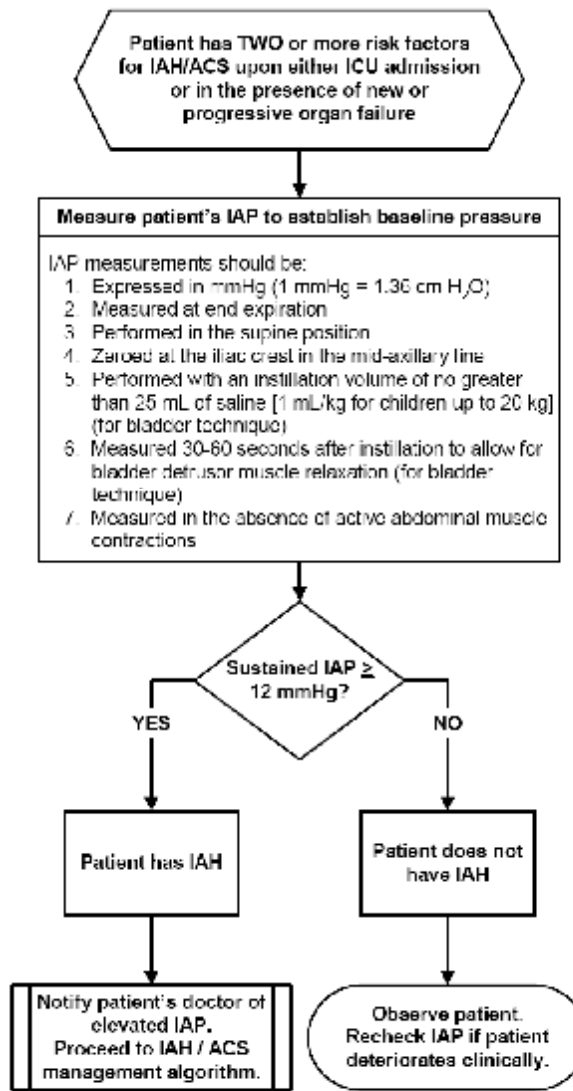 Patient has TWO or more risk factors
for IAH/ACS upon either ICU admission
or in the presence of new or
progressive organ failure
Measure patient's IAP to establish baseline pressure
IAP measurements should be:
1. Expressed in mmHg (1 mmHg = 1.36 cm H2O)
2. Measured at end expiration
3. Performed in the supine position
4. Zeroed at the iliac crest in the mid-axillary line
5. Performed with an instillation volume of no greater
than 25 mL of saline [1 mL/kg for children up to 20 kg]
(for bladder technique)
6. Measured 30-60 seconds after instillation to allow for
bladder detrusor muscle relaxation (for bladder
technique)
7. Measured in the absence of active abdominal muscle
contractions
Sustained IAP ≥
12 mmHg?
YES
NO
Patient has IAH
Patient does not
have IAH
Notify patient's doctor of
elevated IAP.
Proceed to IAH / ACS
management algorithm.
Observe patient.
Recheck IAP if patient
deteriorates clinically.